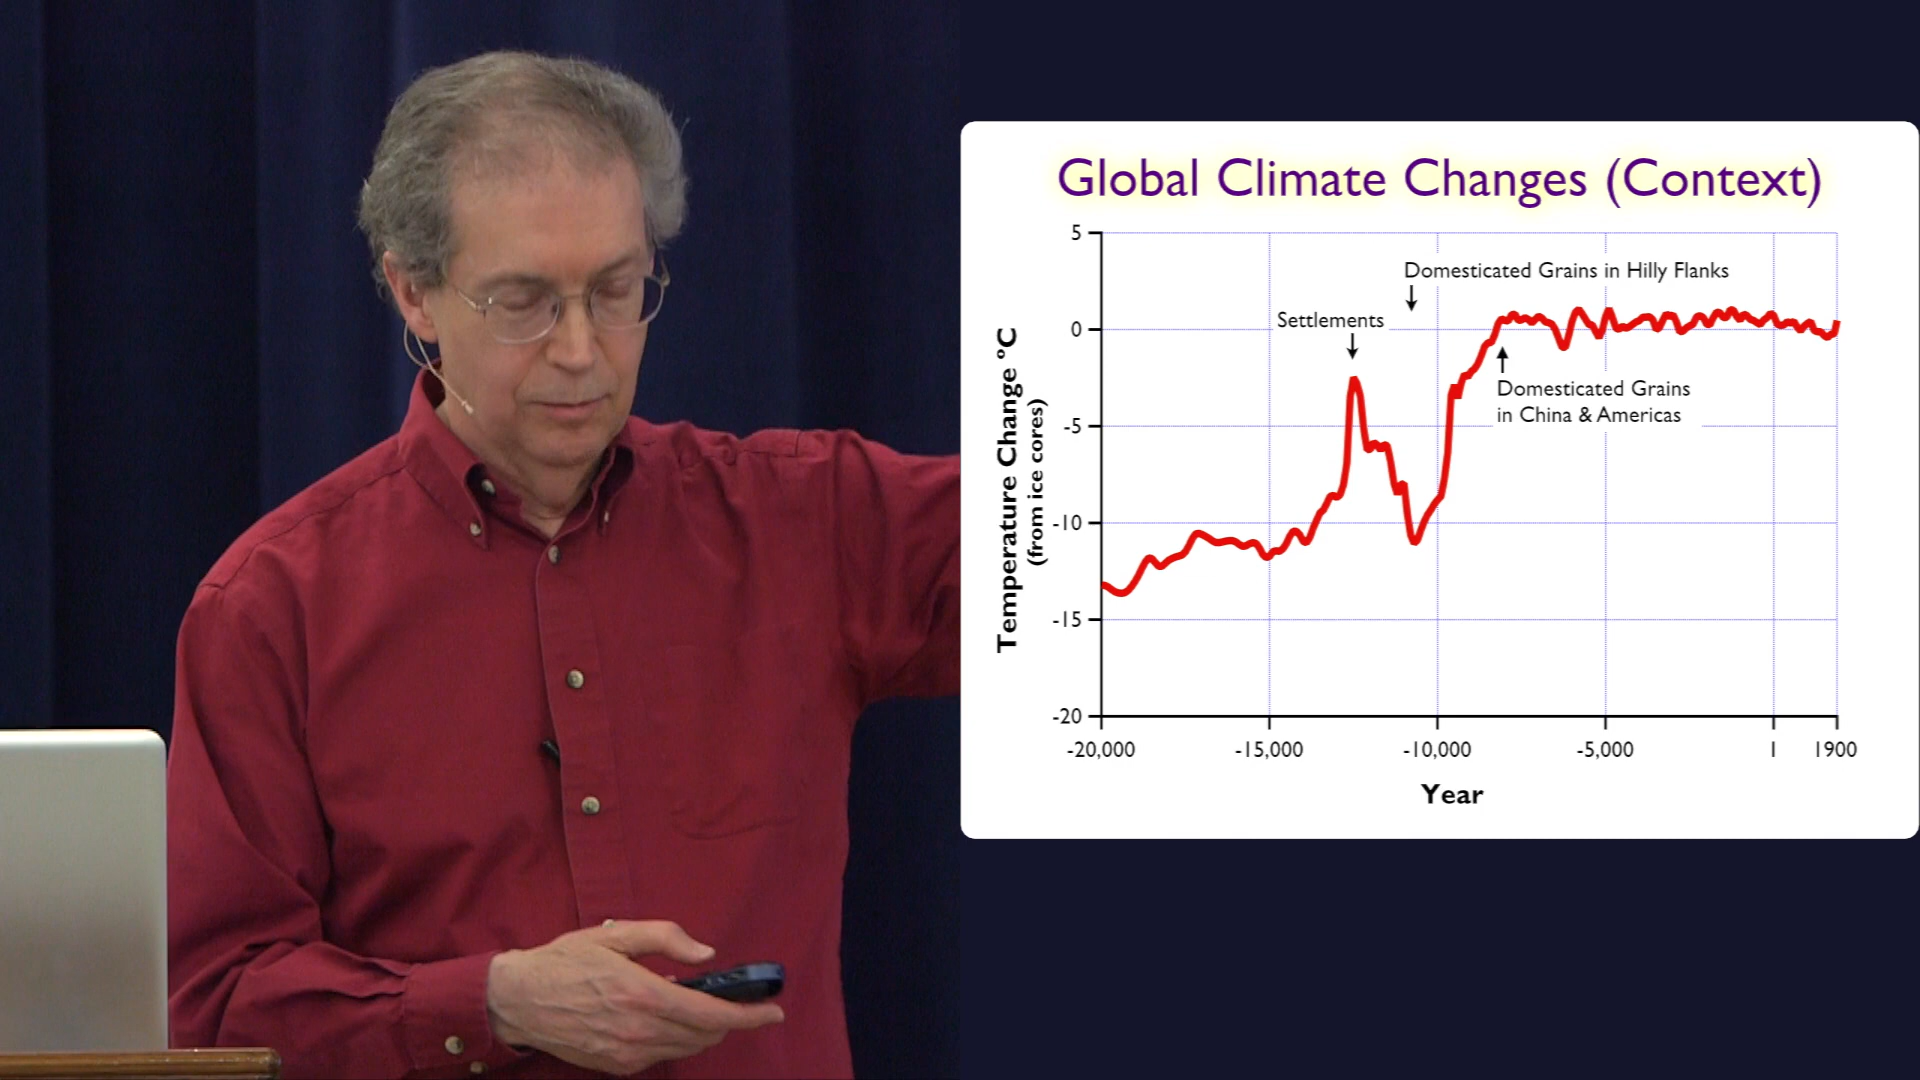 Global Climate Changes (Context)
5
Domesticated Grains in Hilly Flanks
Settlements
0
Domesticated Grains
in China & Americas
-5
-10
-15
-20
Temperature Change °C
(from ice cores)
-20,000 -15,000 -10,000 -5,000 1 1900
Year